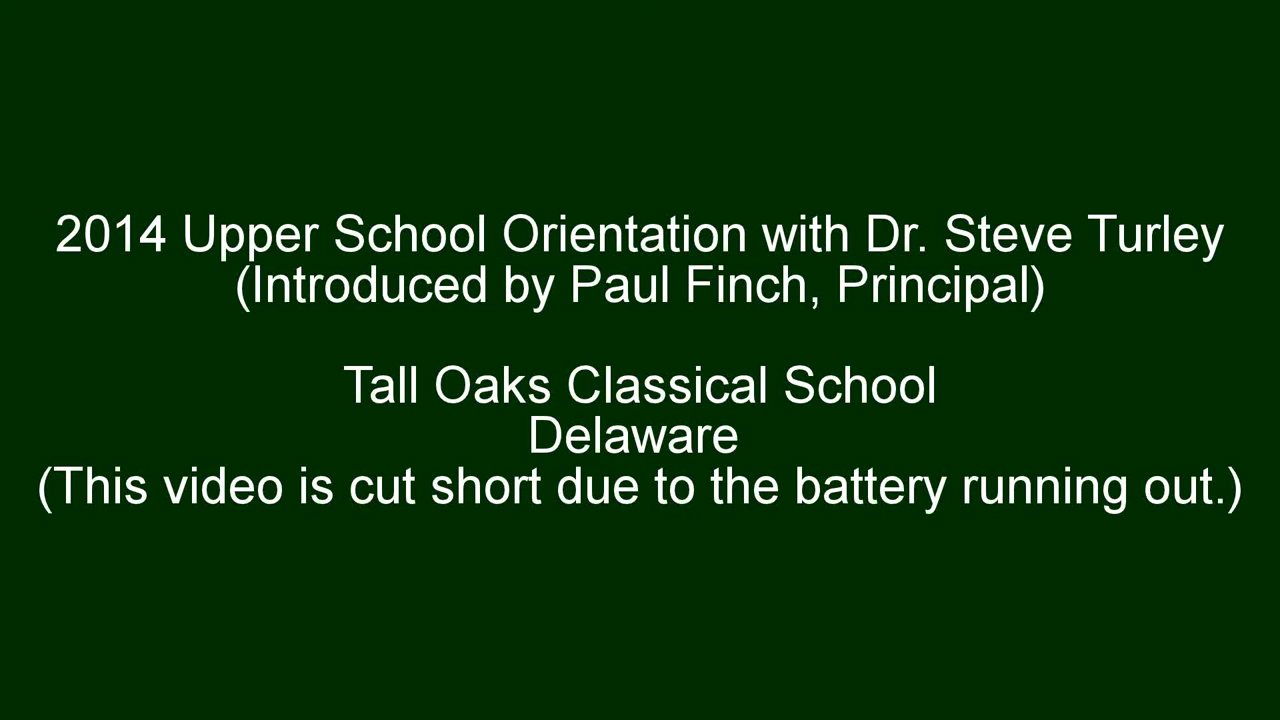 2014 Upper School Orientation with Dr. Steve Turley
(Introduced by Paul Finch, Principal)
Tall Oaks Classical School
Delaware
(This video is cut short due to the battery running out.)